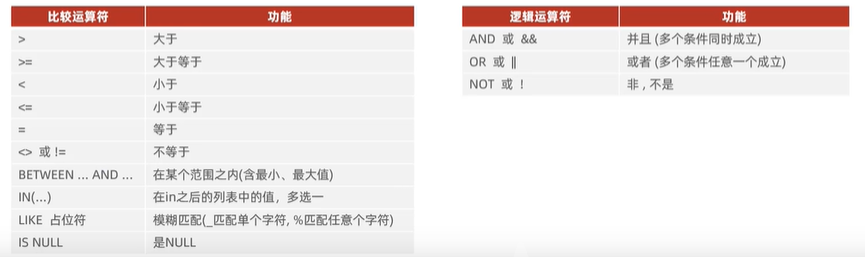 比较运算符 功能
> 大于
>= 大于等于
< 小于
<= 小于等于
= 等于
<> 或 != 不等于
BETWEEN ... AND ... 在某个范围之内(含最小、最大值)
IN(...) 在in之后的列表中的值，多选一
LIKE 占位符 模糊匹配(_匹配单个字符, %匹配任意个字符)
IS NULL 是NULL
逻辑运算符 功能
AND 或 && 并且 (多个条件同时成立)
OR 或 || 或者 (多个条件任意一个成立)
NOT 或 ! 非 , 不是